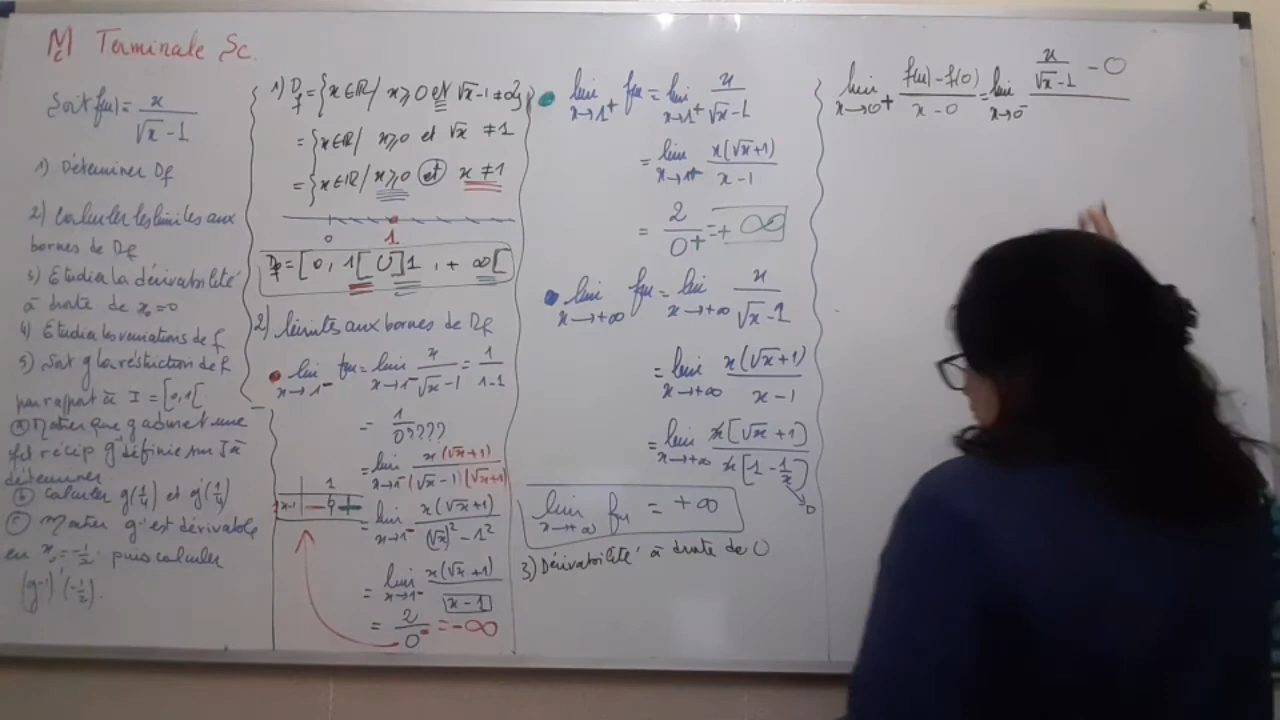 Mc Terminale Sc.
Soit f(x) = x/(√x - 1)
1) Déterminer Df
2) Calculer les limites aux
bornes de Df
3) Etudier la dérivabilité
à droite de x₀=0
4) Etudier les variations de f
5) Soit g la réstriction de f
par rapport à I = [0,1[
a) Montrer que g admet une
fct récip g⁻¹ définie sur J à
déterminer
b) Calculer g(1/4) et g'(1/4)
c) Montrer g⁻¹ est dérivable
en x₀ = -1/2 puis calculer
(g⁻¹)'(-1/2).
1) Df = {x∈ℝ / x⩾0 et √x-1≠0}
= {x∈ℝ / x⩾0 et √x ≠ 1
= {x∈ℝ / x⩾0 et x ≠ 1
0 1
Df = [0, 1[ ∪ ]1, +∞[
2) limites aux bornes de Df
lim x→1⁻ f(x) = lim x→1⁻ x/(√x - 1) = 1/(1-1)
= 1/0 ????
= lim x→1⁻ x(√x+1)/((√x-1)(√x+1))
1
x-1 - 0 +
= lim x→1⁻ x(√x+1)/((√x)² - 1²)
= lim x→1⁻ x(√x+1)/(x-1)
= 2/0⁻ = -∞
lim x→1⁺ f(x) = lim x→1⁺ x/(√x-1)
= lim x→1⁺ x(√x+1)/(x-1)
= 2/0⁺ = +∞
lim x→+∞ f(x) = lim x→+∞ x/(√x-1)
= lim x→+∞ x(√x+1)/(x-1)
= lim x→+∞ x[√x+1)/x[1 - 1/x]
0
lim x→+∞ f(x) = +∞
3) Dérivabilité à droite de 0
lim x→0⁺ (f(x)-f(0))/(x-0) = lim x→0⁻ x/(√x-1) - 0